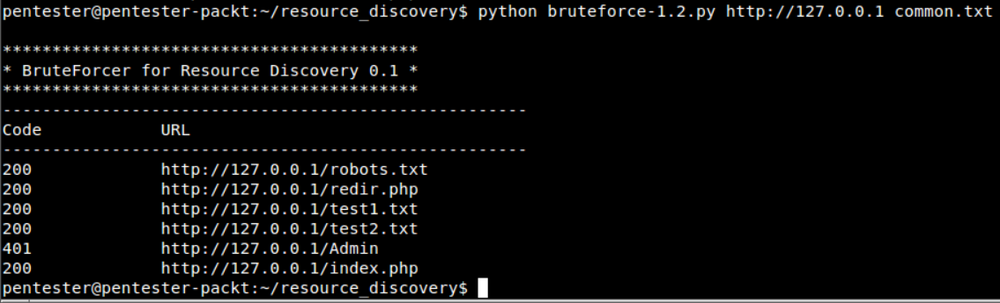 pentester@pentester-packt:~/resource_discovery$ python bruteforce-1.2.py http://127.0.0.1 common.txt
******************************************
* BruteForcer for Resource Discovery 0.1 *
******************************************
------------------------------------------------------
Code URL
------------------------------------------------------
200 http://127.0.0.1/robots.txt
200 http://127.0.0.1/redir.php
200 http://127.0.0.1/test1.txt
200 http://127.0.0.1/test2.txt
401 http://127.0.0.1/Admin
200 http://127.0.0.1/index.php
pentester@pentester-packt:~/resource_discovery$